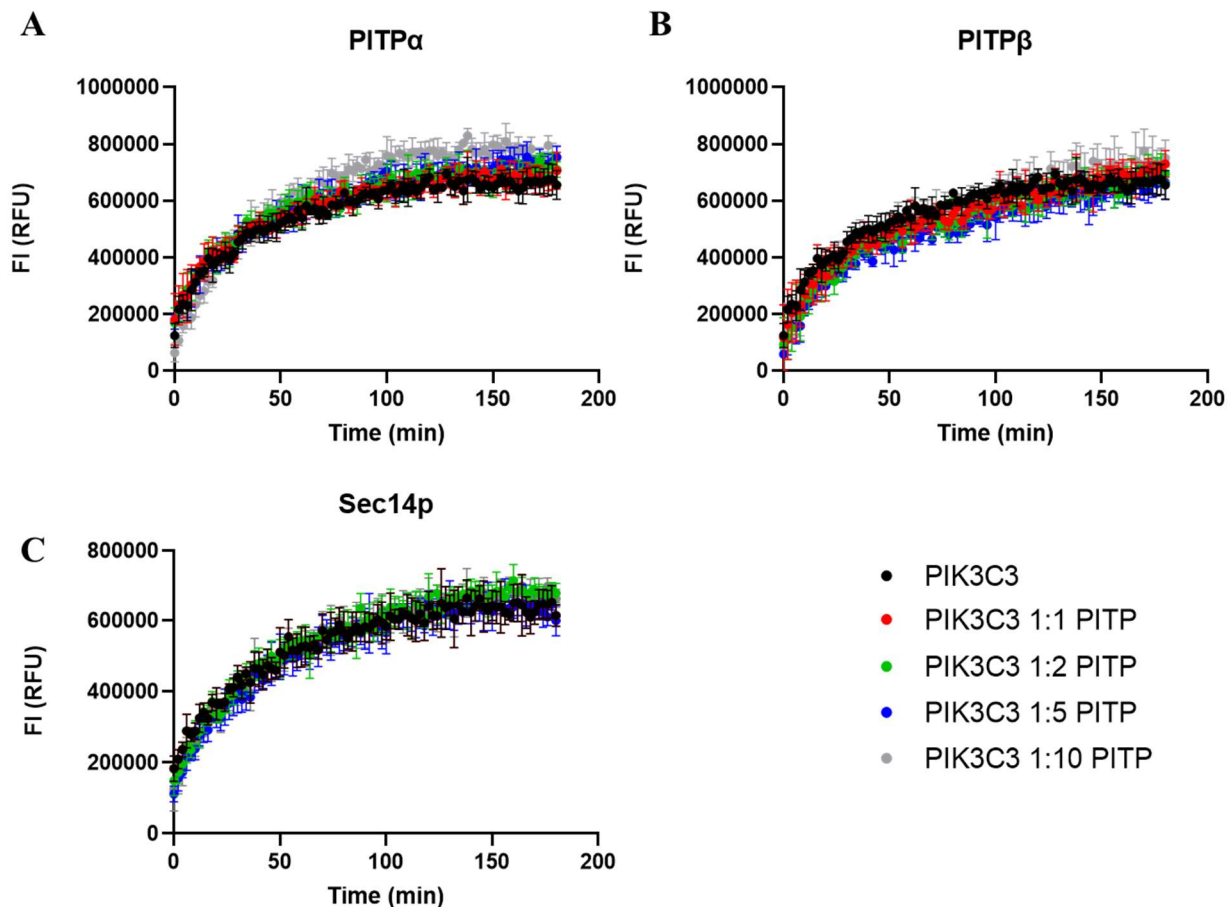 A
PITPα
1000000
800000
600000
400000
200000
0
FI (RFU)
0 50 100 150 200
Time (min)
B
PITPβ
1000000
800000
600000
400000
200000
0
FI (RFU)
0 50 100 150 200
Time (min)
C
Sec14p
800000
600000
400000
200000
0
FI (RFU)
0 50 100 150 200
Time (min)
PIK3C3
PIK3C3 1:1 PITP
PIK3C3 1:2 PITP
PIK3C3 1:5 PITP
PIK3C3 1:10 PITP